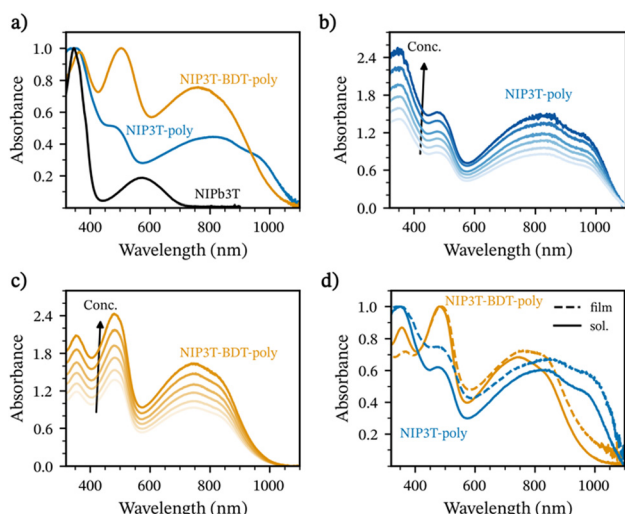 a)
1.0
0.8
0.6
0.4
0.2
Absorbance
NIP3T-BDT-poly
NIP3T-poly
NIPb3T
400 600 800 1000
Wavelength (nm)
b)
2.4
1.8
1.2
0.6
0.0
Absorbance
Conc.
NIP3T-poly
400 600 800 1000
Wavelength (nm)
c)
2.4
1.8
1.2
0.6
0.0
Absorbance
Conc.
NIP3T-BDT-poly
400 600 800 1000
Wavelength (nm)
d)
1.0
0.8
0.6
0.4
0.2
Absorbance
NIP3T-BDT-poly
film
sol.
NIP3T-poly
400 600 800 1000
Wavelength (nm)